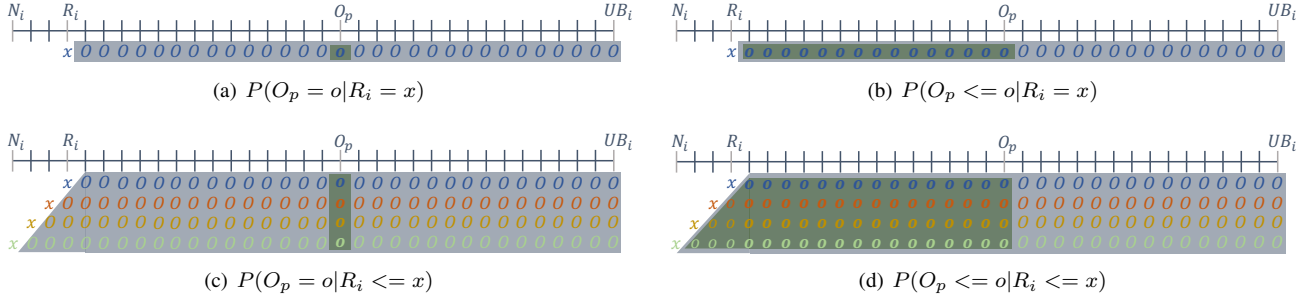 N_i R_i O_p UB_i
x o o o o o o o o o o o o o o o o o o o o o o o o o o o o o o
(a) P(O_p = o|R_i = x)
N_i R_i O_p UB_i
x o o o o o o o o o o o o o o o o o o o o o o o o o o o o o o
(b) P(O_p <= o|R_i = x)
N_i R_i O_p UB_i
x o o o o o o o o o o o o o o o o o o o o o o o o o o o o o o
x o o o o o o o o o o o o o o o o o o o o o o o o o o o o o o o
x o o o o o o o o o o o o o o o o o o o o o o o o o o o o o o o o
x o o o o o o o o o o o o o o o o o o o o o o o o o o o o o o o o o
(c) P(O_p = o|R_i <= x)
N_i R_i O_p UB_i
x o o o o o o o o o o o o o o o o o o o o o o o o o o o o o o
x o o o o o o o o o o o o o o o o o o o o o o o o o o o o o o o
x o o o o o o o o o o o o o o o o o o o o o o o o o o o o o o o o
x o o o o o o o o o o o o o o o o o o o o o o o o o o o o o o o o o
(d) P(O_p <= o|R_i <= x)